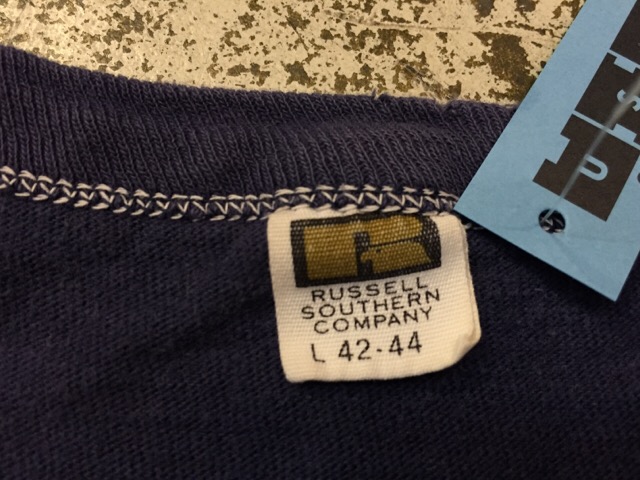 RUSSELL
SOUTHERN
COMPANY
L 42-44